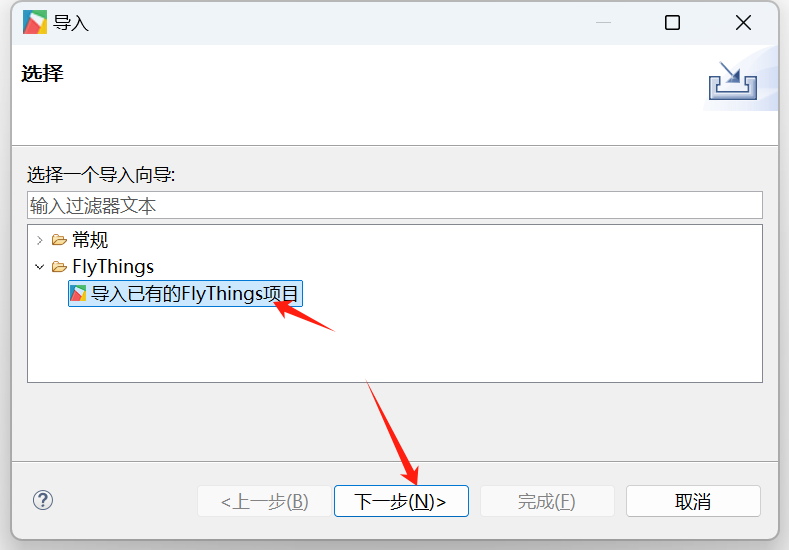 导入
选择
选择一个导入向导:
输入过滤器文本
常规
FlyThings
导入已有的FlyThings项目
<上一步(B)
下一步(N)>
完成(F)
取消